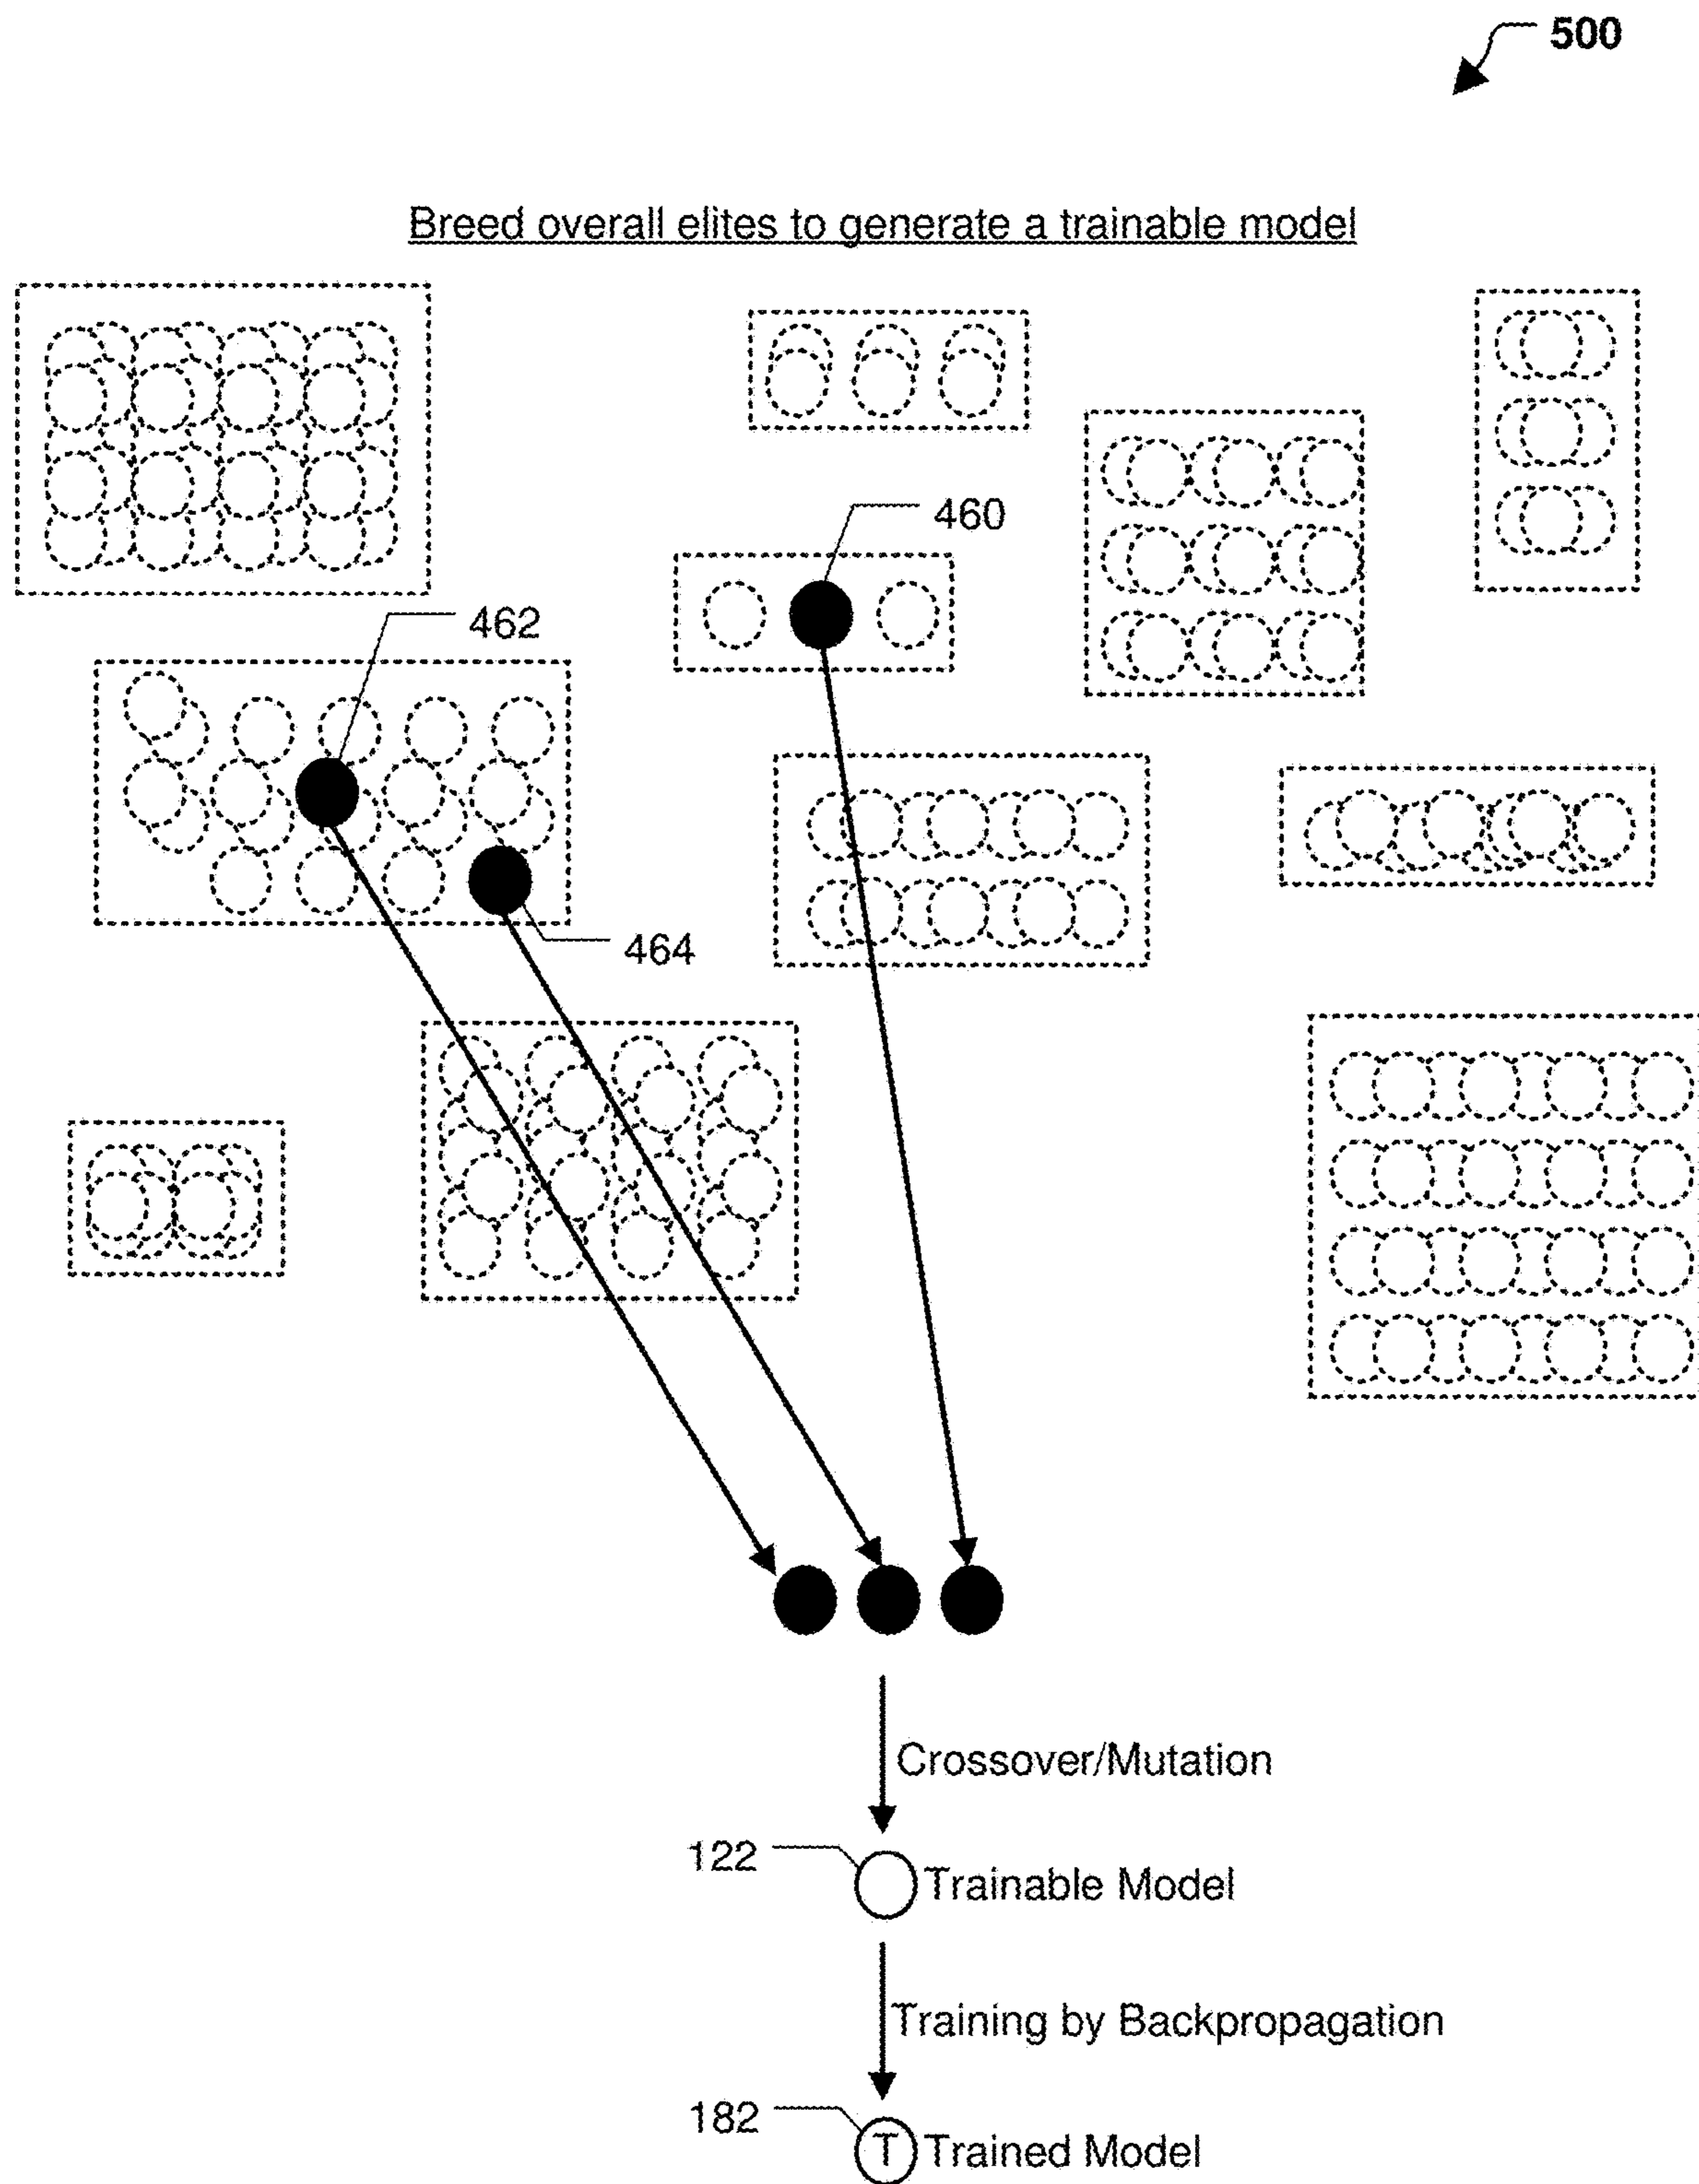 500
Breed overall elites to generate a trainable model
460
462
464
Crossover/Mutation
122
Trainable Model
Training by Backpropagation
182
T Trained Model